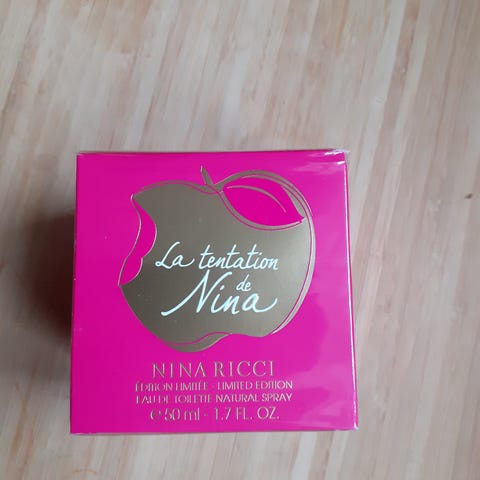 La tentation
de
Nina
NINA RICCI
ÉDITION LIMITÉE - LIMITED EDITION
EAU DE TOILETTE NATURAL SPRAY
℮ 50 ml - 1.7 FL. OZ.